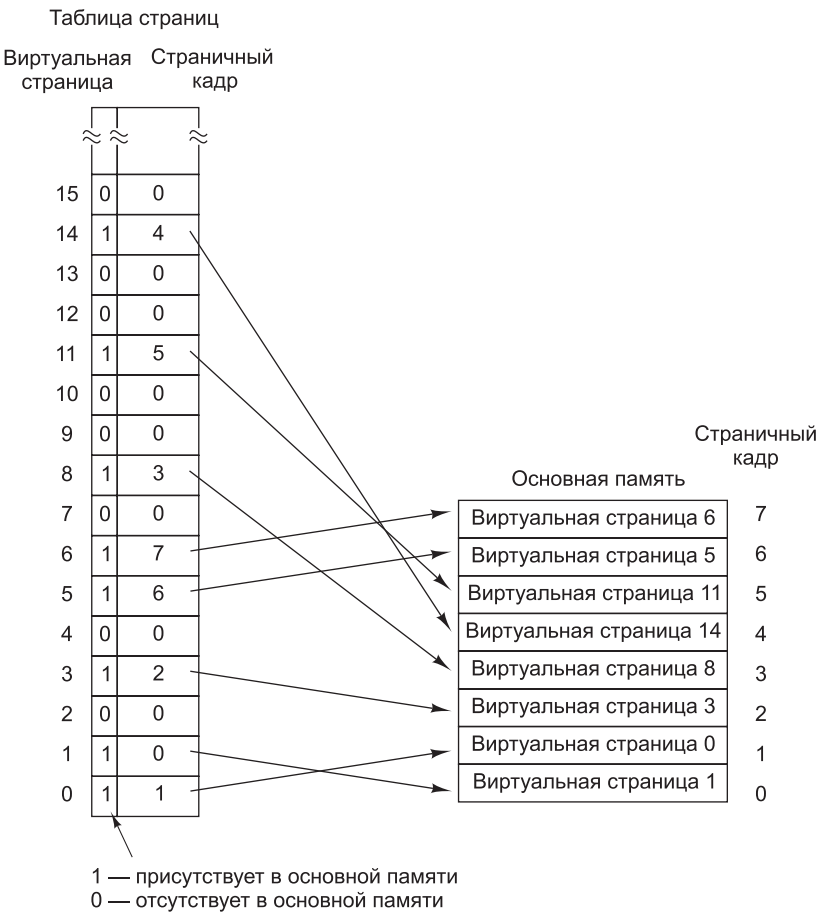 Таблица страниц
Виртуальная страница
Страничный кадр
15 0 0
14 1 4
13 0 0
12 0 0
11 1 5
10 0 0
9 0 0
8 1 3
7 0 0
6 1 7
5 1 6
4 0 0
3 1 2
2 0 0
1 1 0
0 1 1
1 — присутствует в основной памяти
0 — отсутствует в основной памяти
Основная память
Страничный кадр
Виртуальная страница 6 7
Виртуальная страница 5 6
Виртуальная страница 11 5
Виртуальная страница 14 4
Виртуальная страница 8 3
Виртуальная страница 3 2
Виртуальная страница 0 1
Виртуальная страница 1 0